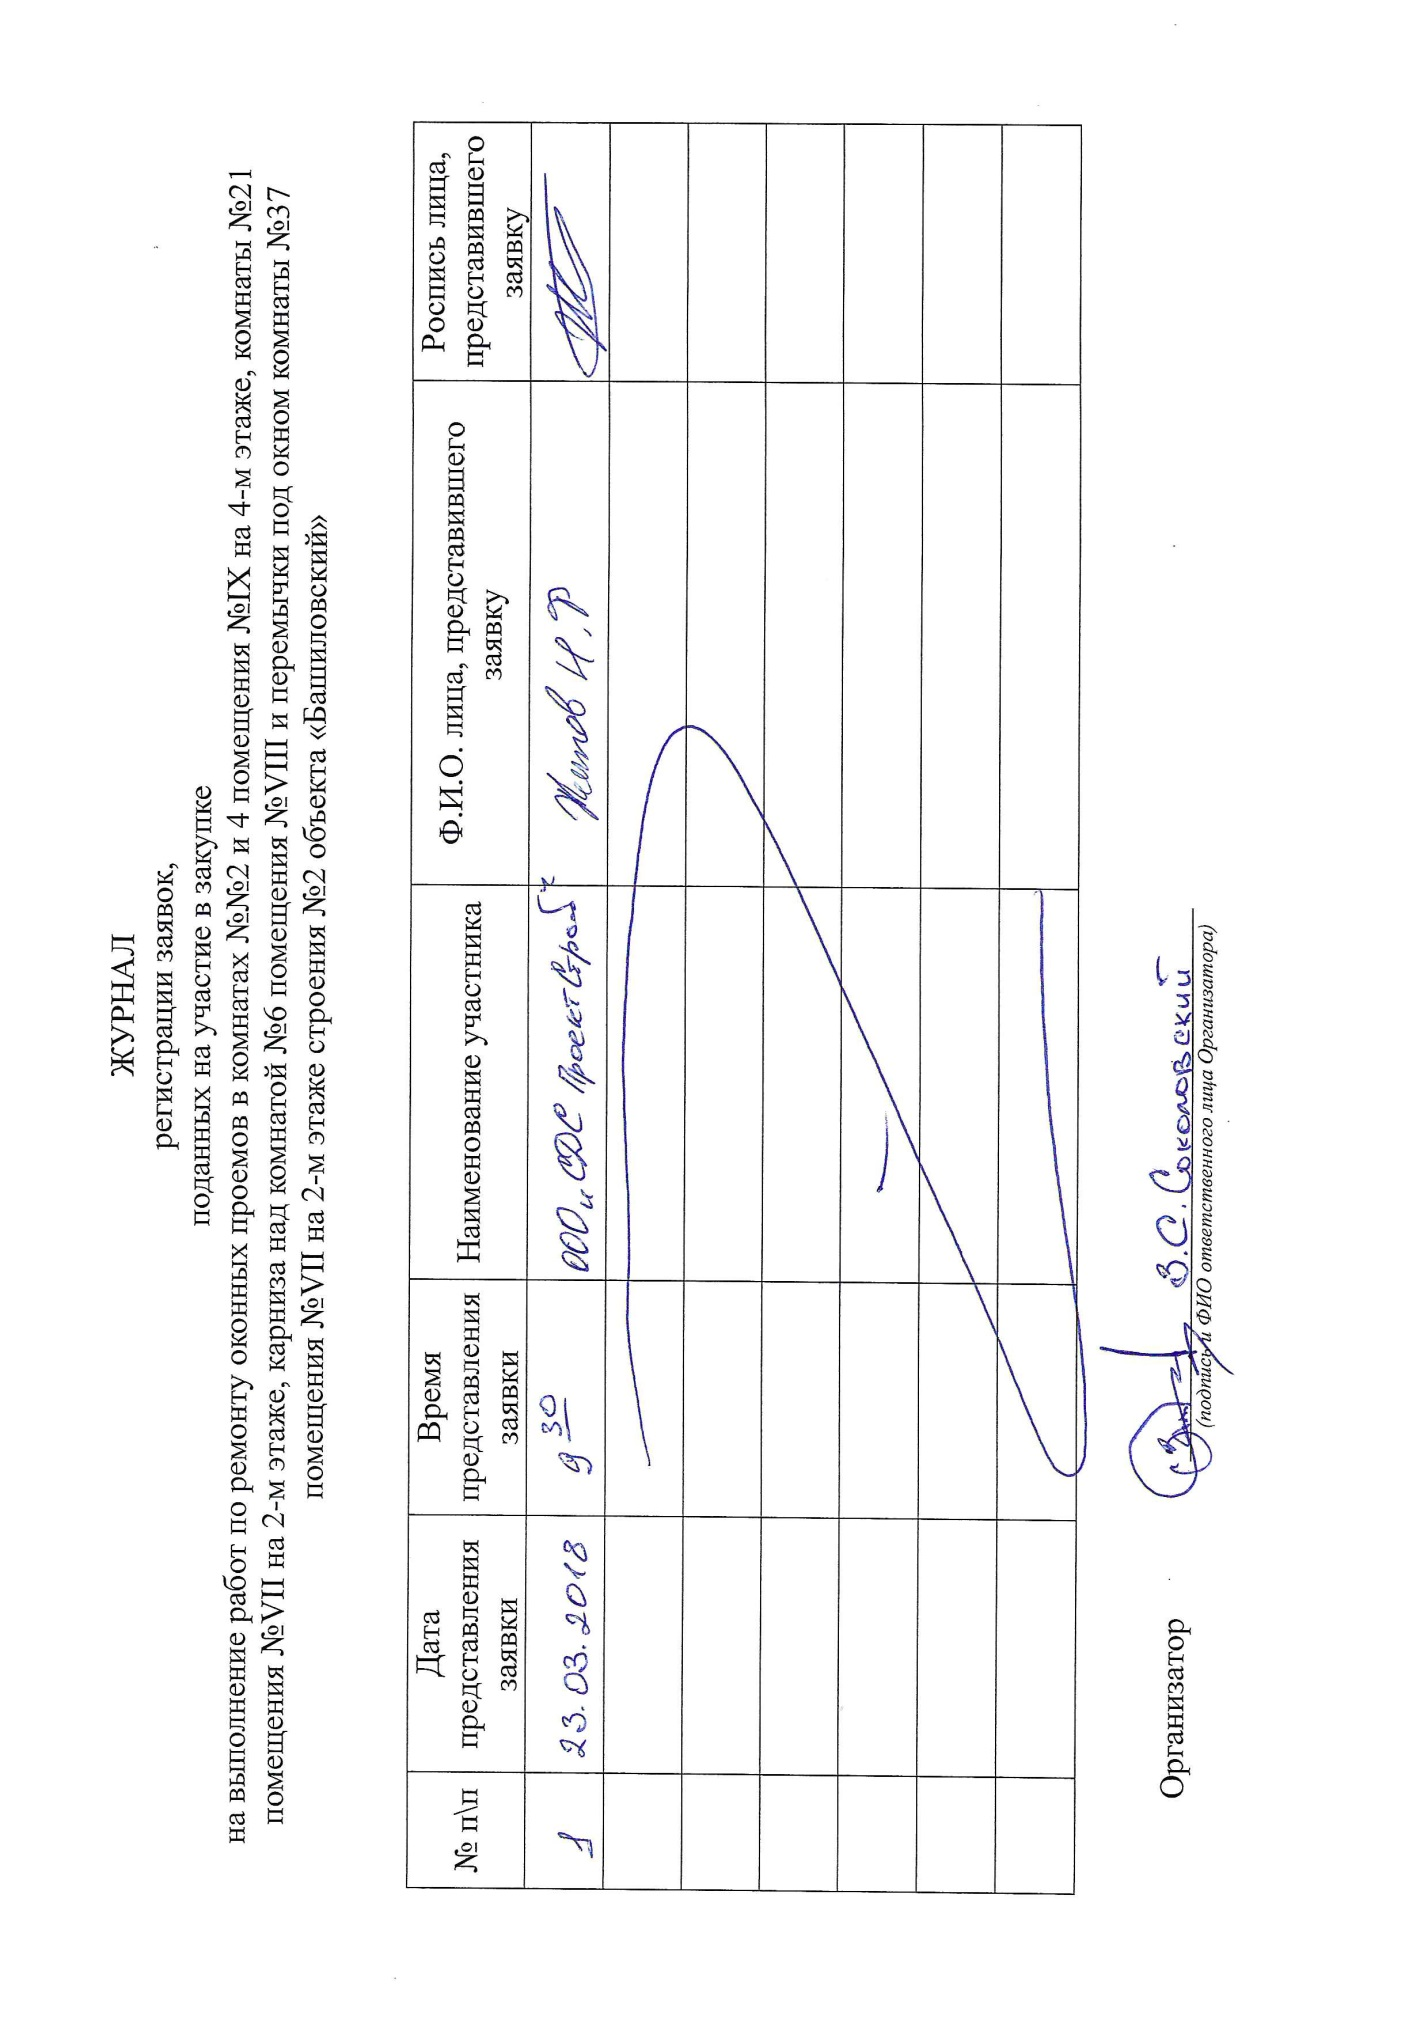 ЖУРНАЛ
регистрации заявок,
поданных на участие в закупке
на выполнение работ по ремонту оконных проемов в комнатах №№2 и 4 помещения №IX на 4-м этаже, комнаты №21
помещения №VII на 2-м этаже, карниза над комнатой №6 помещения №VIII и перемычки под окном комнаты №37
помещения №VII на 2-м этаже строения №2 объекта «Башиловский»
№ п\п
Дата
представления
заявки
Время
представления
заявки
Наименование участника
Ф.И.О. лица, представившего
заявку
Роспись лица,
представившего
заявку
1
23.03.2018
9 30
ООО "СДС ПроектСтрой"
И.Ф
Организатор
В.С. Соколовский
(подпись и ФИО ответственного лица Организатора)